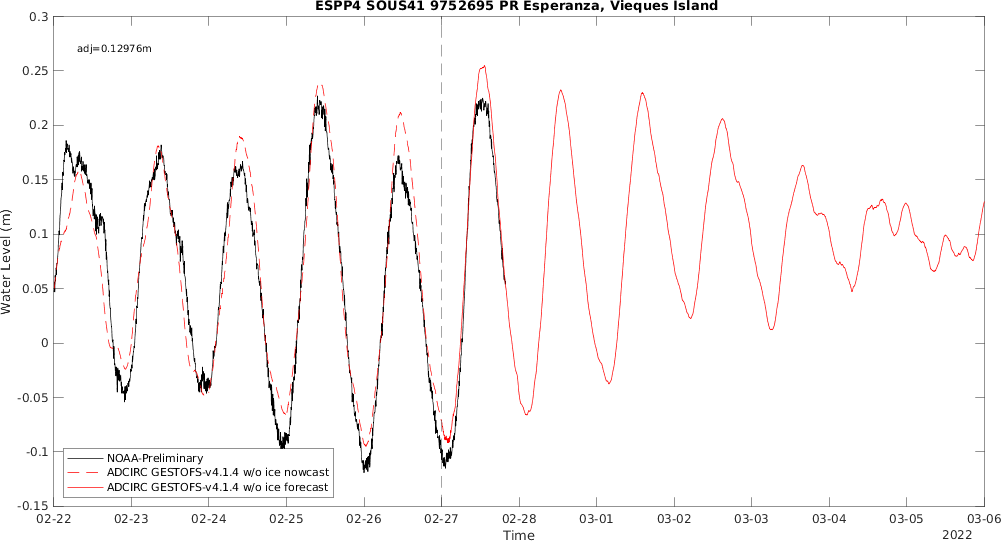 ESPP4 SOUS41 9752695 PR Esperanza, Vieques Island
0.3
0.25
0.2
0.15
0.1
0.05
0
-0.05
-0.1
-0.15
Water Level (m)
adj=0.12976m
NOAA-Preliminary
ADCIRC GESTOFS-v4.1.4 w/o ice nowcast
ADCIRC GESTOFS-v4.1.4 w/o ice forecast
02-22 02-23 02-24 02-25 02-26 02-27 02-28 03-01 03-02 03-03 03-04 03-05 03-06
Time
2022